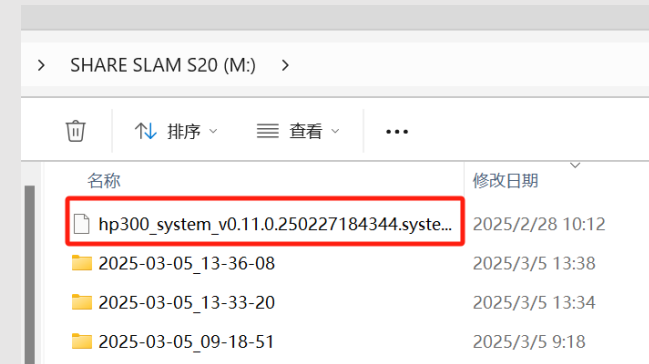 SHARE SLAM S20 (M:)
排序 查看
名称 修改日期
hp300_system_v0.11.0.250227184344.syste... 2025/2/28 10:12
2025-03-05_13-36-08 2025/3/5 13:38
2025-03-05_13-33-20 2025/3/5 13:34
2025-03-05_09-18-51 2025/3/5 9:18